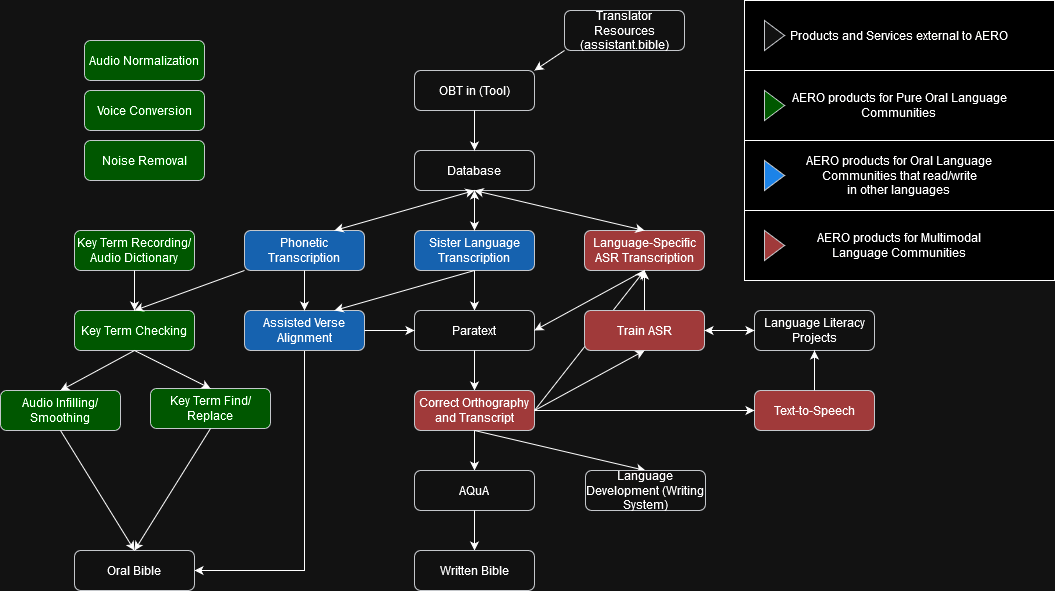 Translator
Resources
(assistant.bible)
Products and Services external to AERO
Audio Normalization
OBT in (Tool)
Voice Conversion
AERO products for Pure Oral Language
Communities
Noise Removal
Database
AERO products for Oral Language
Communities that read/write
in other languages
Key Term Recording/
Audio Dictionary
Phonetic
Transcription
Sister Language
Transcription
Language-Specific
ASR Transcription
AERO products for Multimodal
Language Communities
Key Term Checking
Assisted Verse
Alignment
Paratext
Train ASR
Language Literacy
Projects
Audio Infilling/
Smoothing
Key Term Find/
Replace
Correct Orthography
and Transcript
Text-to-Speech
AQuA
Language
Development (Writing
System)
Oral Bible
Written Bible